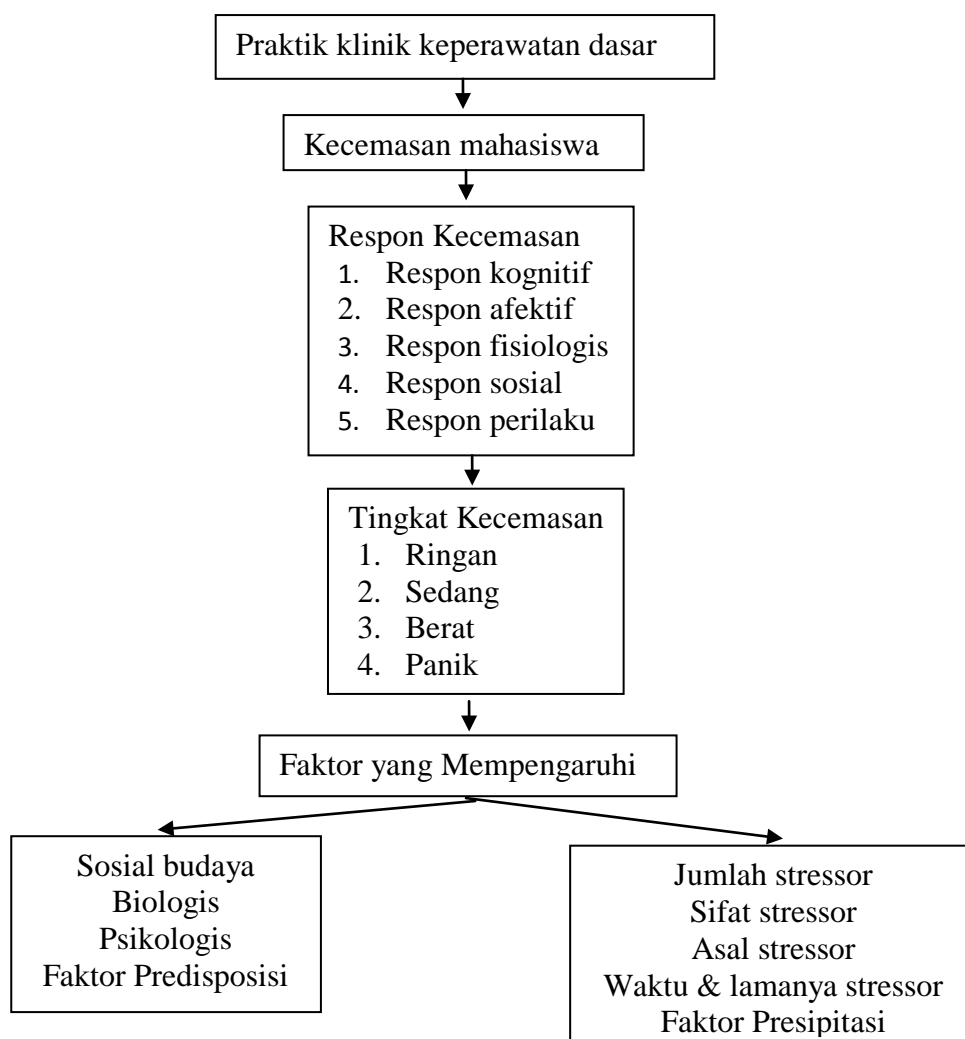 Praktik klinik keperawatan dasar
Kecemasan mahasiswa
Respon Kecemasan
1. Respon kognitif
2. Respon afektif
3. Respon fisiologis
4. Respon sosial
5. Respon perilaku
Tingkat Kecemasan
1. Ringan
2. Sedang
3. Berat
4. Panik
Faktor yang Mempengaruhi
Sosial budaya
Biologis
Psikologis
Faktor Predisposisi
Jumlah stressor
Sifat stressor
Asal stressor
Waktu & lamanya stressor
Faktor Presipitasi